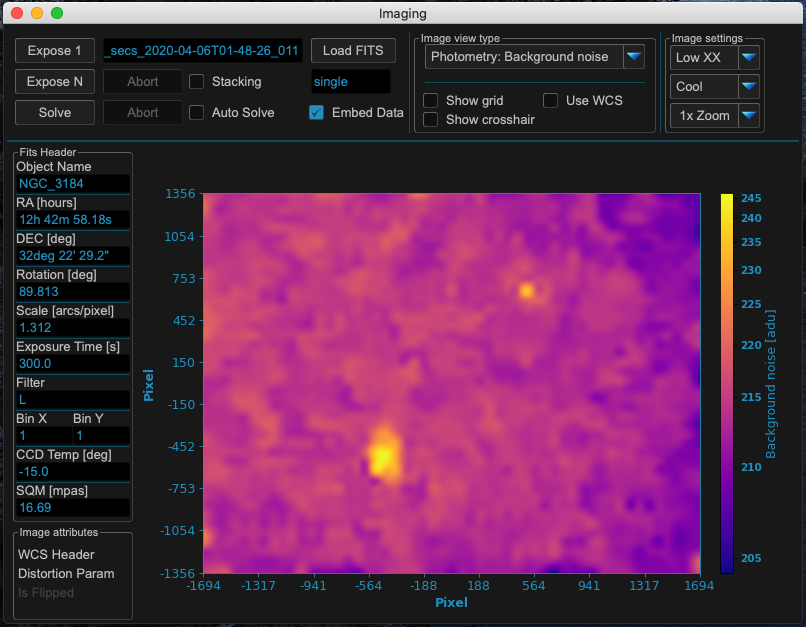 Imaging
Expose 1
_secs_2020-04-06T01-48-26_011
Load FITS
Expose N
Abort
Stacking
single
Solve
Abort
Auto Solve
Embed Data
Image view type
Photometry: Background noise
Show grid
Use WCS
Show crosshair
Image settings
Low XX
Cool
1x Zoom
Fits Header
Object Name
NGC_3184
RA [hours]
12h 42m 58.18s
DEC [deg]
32deg 22' 29.2"
Rotation [deg]
89.813
Scale [arcs/pixel]
1.312
Exposure Time [s]
300.0
Filter
L
Bin X Bin Y
1 1
CCD Temp [deg]
-15.0
SQM [mpas]
16.69
Image attributes
WCS Header
Distortion Param
Is Flipped
Pixel
1356
1054
753
452
150
-150
-452
-753
-1054
-1356
-1694 -1317 -941 -564 -188 188 564 941 1317 1694
Pixel
245
240
235
230
225
220
215
210
205
Background noise [adu]